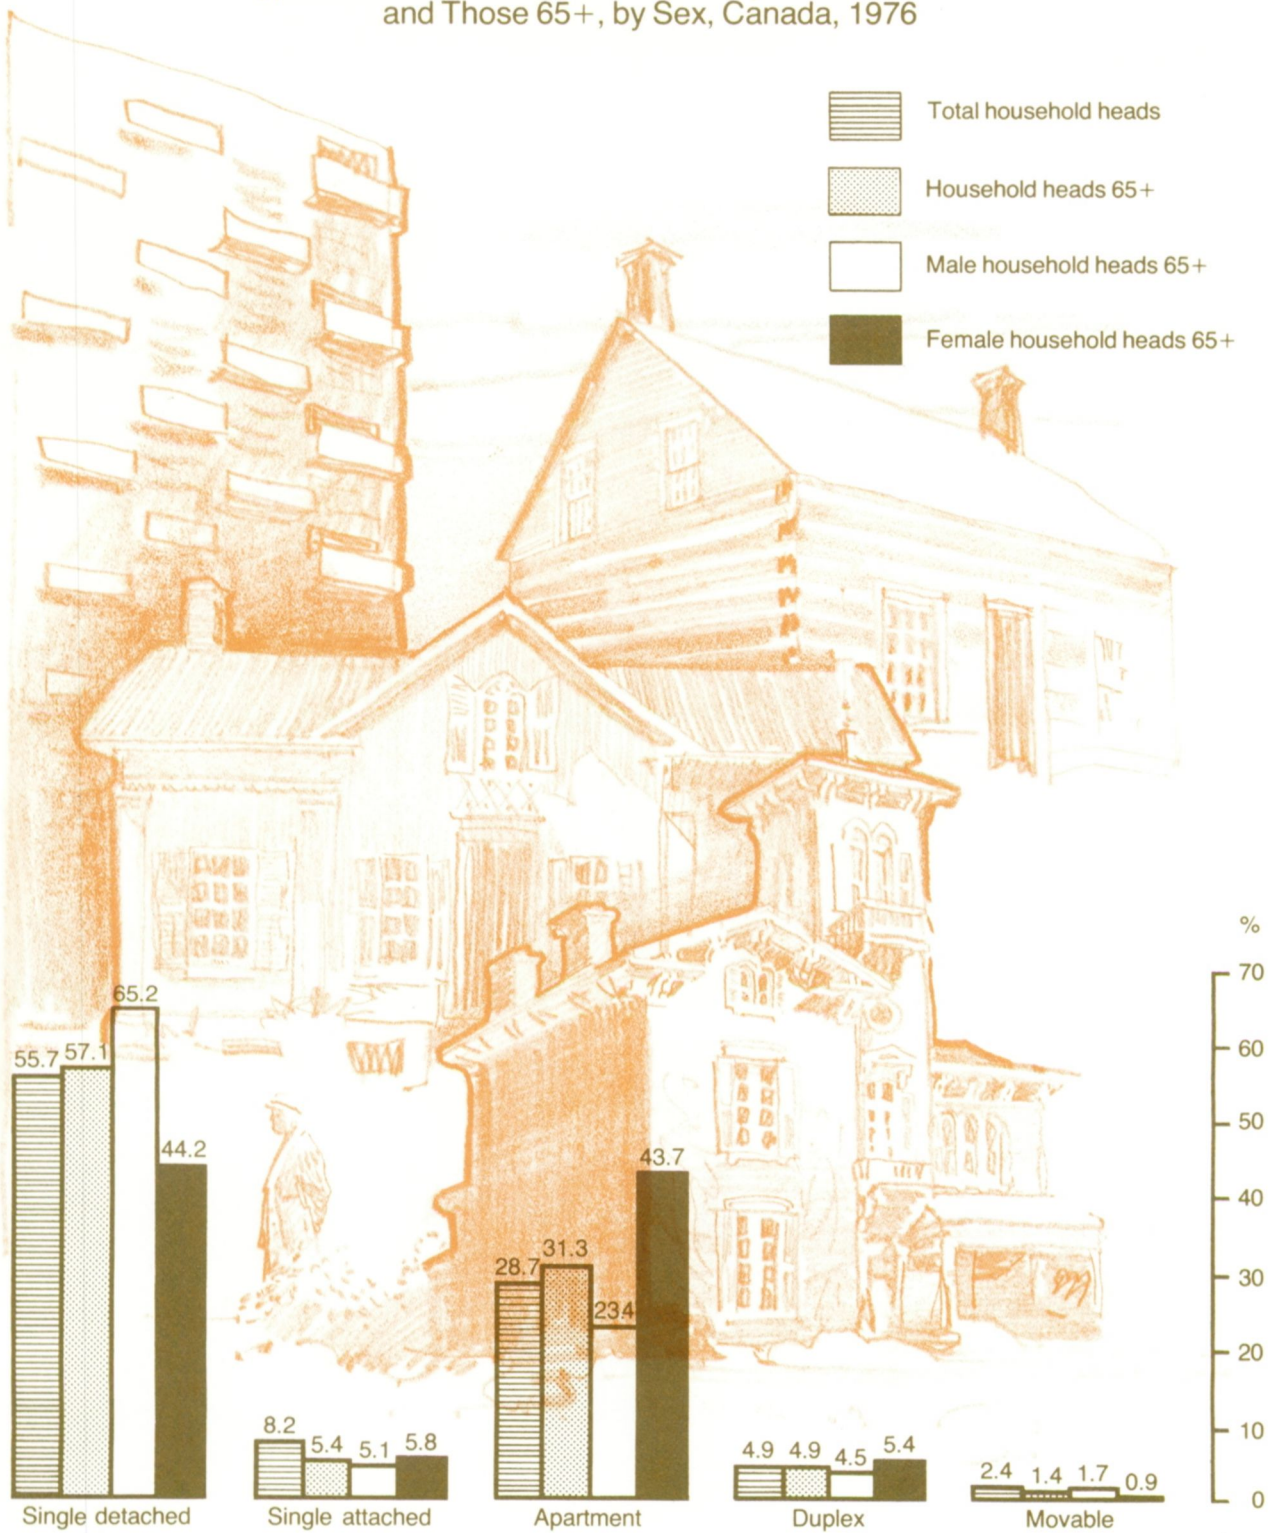 and Those 65+, by Sex, Canada, 1976
Total household heads
Household heads 65+
Male household heads 65+
Female household heads 65+
%
70
60
50
40
30
20
10
0
55.7 57.1 65.2 44.2
8.2 5.4 5.1 5.8
28.7 31.3 234 43.7
4.9 4.9 4.5 5.4
2.4 1.4 1.7 0.9
Single detached Single attached Apartment Duplex Movable